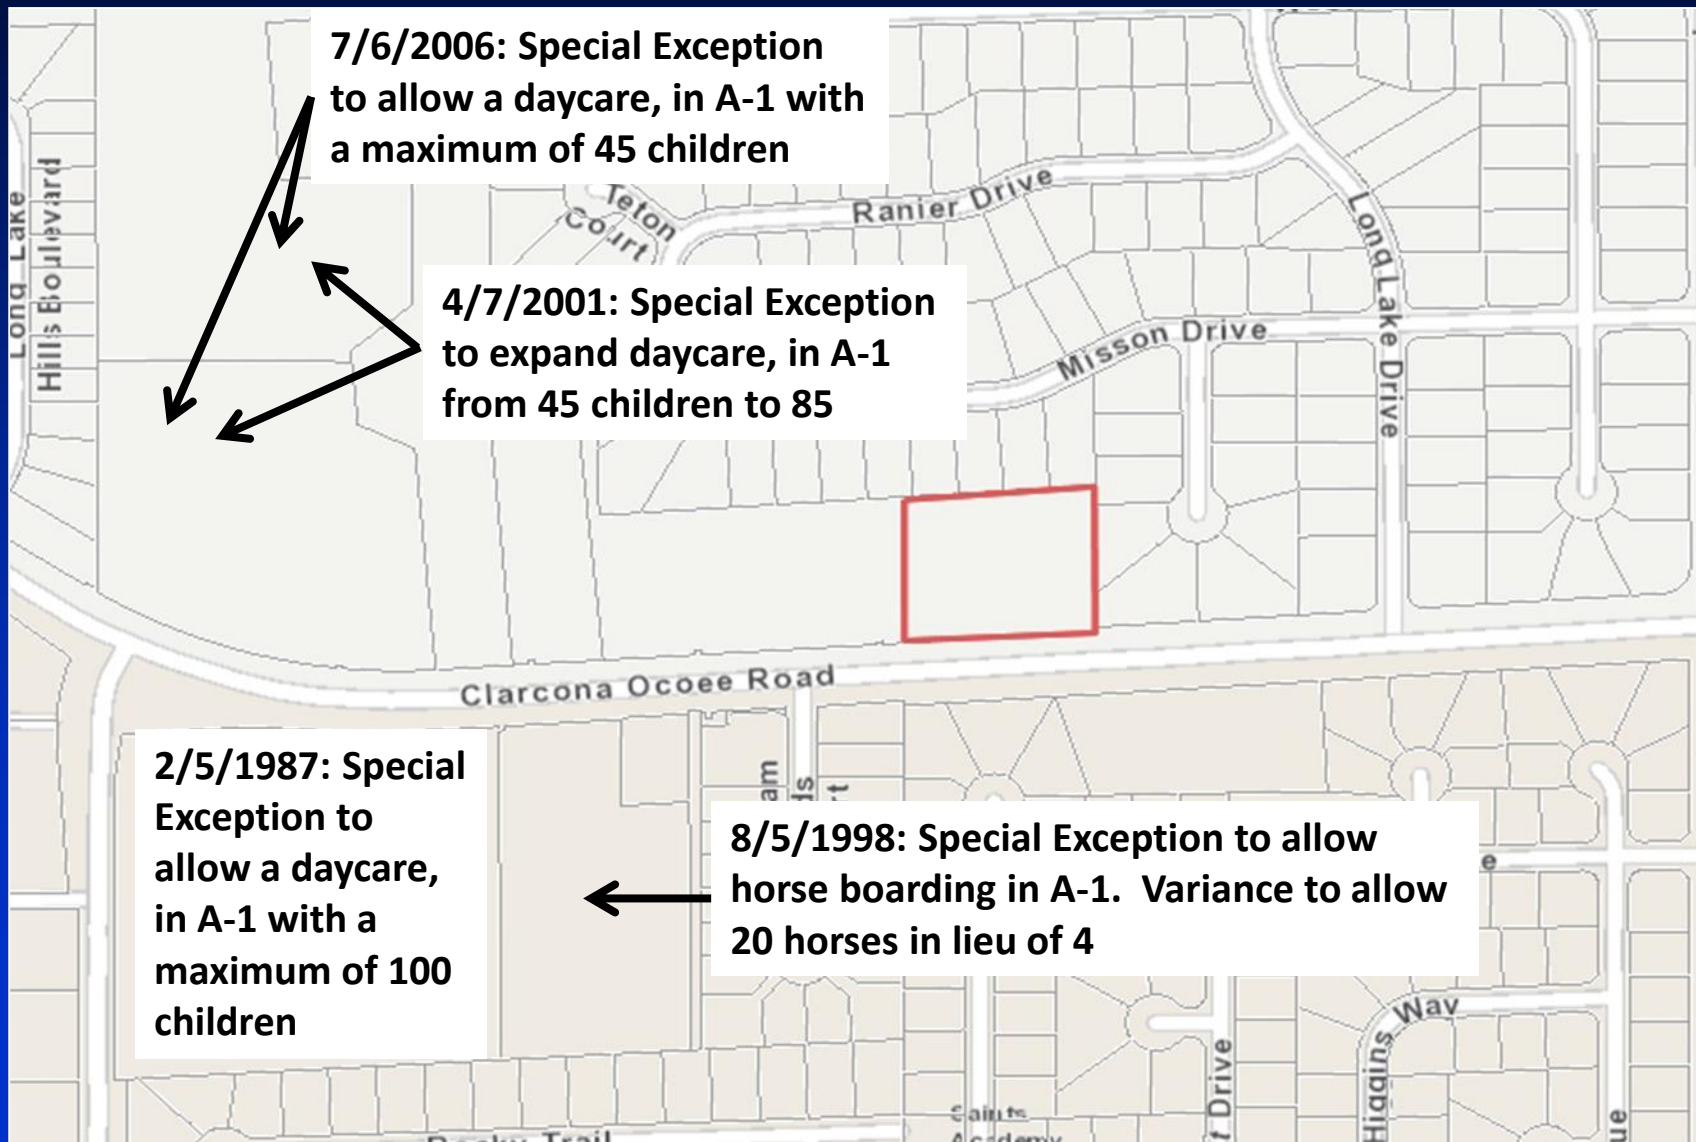 7/6/2006: Special Exception
to allow a daycare, in A-1 with
a maximum of 45 children
Long Lake
Hills Boulevard
Teton
Court
Ranier Drive
Long Lake Drive
4/7/2001: Special Exception
to expand daycare, in A-1
from 45 children to 85
Misson Drive
Clarcona Ocoee Road
2/5/1987: Special
Exception to
allow a daycare,
in A-1 with a
maximum of 100
children
8/5/1998: Special Exception to allow
horse boarding in A-1.  Variance to allow
20 horses in lieu of 4
Higgins Way
Drive
Saints
Academy
Trail